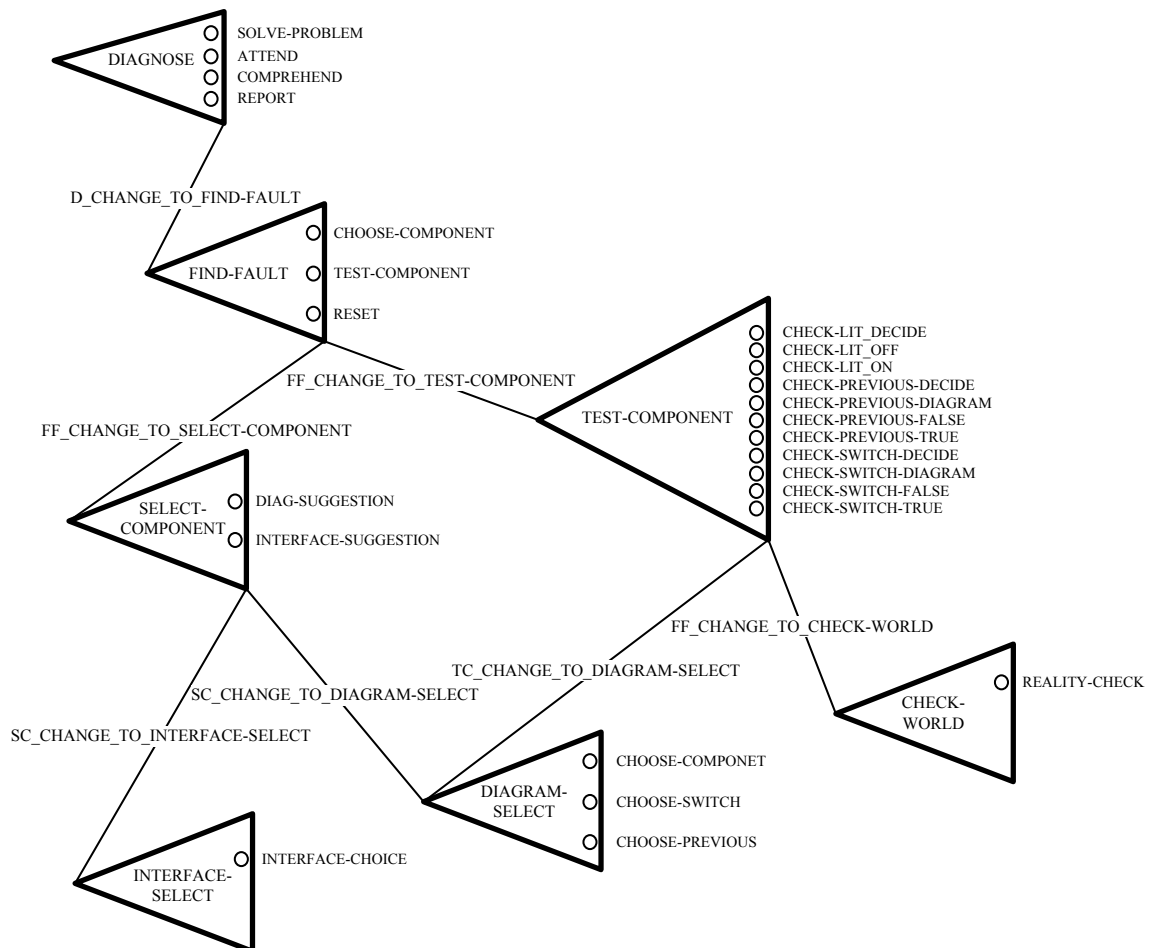 DIAGNOSE
SOLVE-PROBLEM
ATTEND
COMPREHEND
REPORT
D_CHANGE_TO_FIND-FAULT
FIND-FAULT
CHOOSE-COMPONENT
TEST-COMPONENT
RESET
FF_CHANGE_TO_TEST-COMPONENT
FF_CHANGE_TO_SELECT-COMPONENT
TEST-COMPONENT
CHECK-LIT_DECIDE
CHECK-LIT_OFF
CHECK-LIT_ON
CHECK-PREVIOUS-DECIDE
CHECK-PREVIOUS-DIAGRAM
CHECK-PREVIOUS-FALSE
CHECK-PREVIOUS-TRUE
CHECK-SWITCH-DECIDE
CHECK-SWITCH-DIAGRAM
CHECK-SWITCH-FALSE
CHECK-SWITCH-TRUE
SELECT-
COMPONENT
DIAG-SUGGESTION
INTERFACE-SUGGESTION
FF_CHANGE_TO_CHECK-WORLD
TC_CHANGE_TO_DIAGRAM-SELECT
SC_CHANGE_TO_DIAGRAM-SELECT
SC_CHANGE_TO_INTERFACE-SELECT
CHECK-
WORLD
REALITY-CHECK
DIAGRAM-
SELECT
CHOOSE-COMPONET
CHOOSE-SWITCH
CHOOSE-PREVIOUS
INTERFACE-
SELECT
INTERFACE-CHOICE